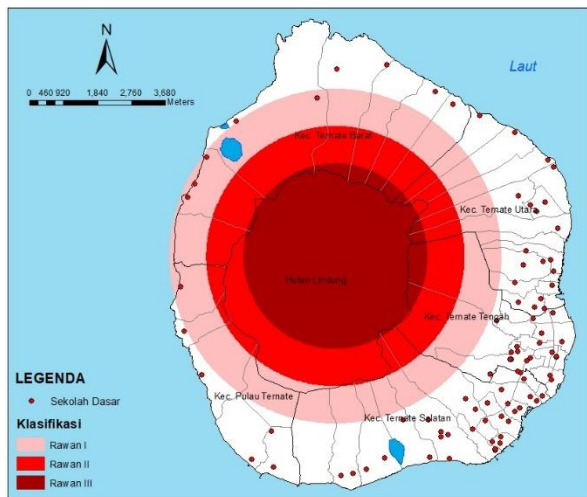 N
0 460 920 1,840 2,760 3,680
Meters
Laut
Kec. Ternate Barat
Kec. Ternate Utara
Hutan Lindung
Kec. Ternate Tengah
Kec. Pulau Ternate
Kec. Ternate Selatan
LEGENDA
Sekolah Dasar
Klasifikasi
Rawan I
Rawan II
Rawan III